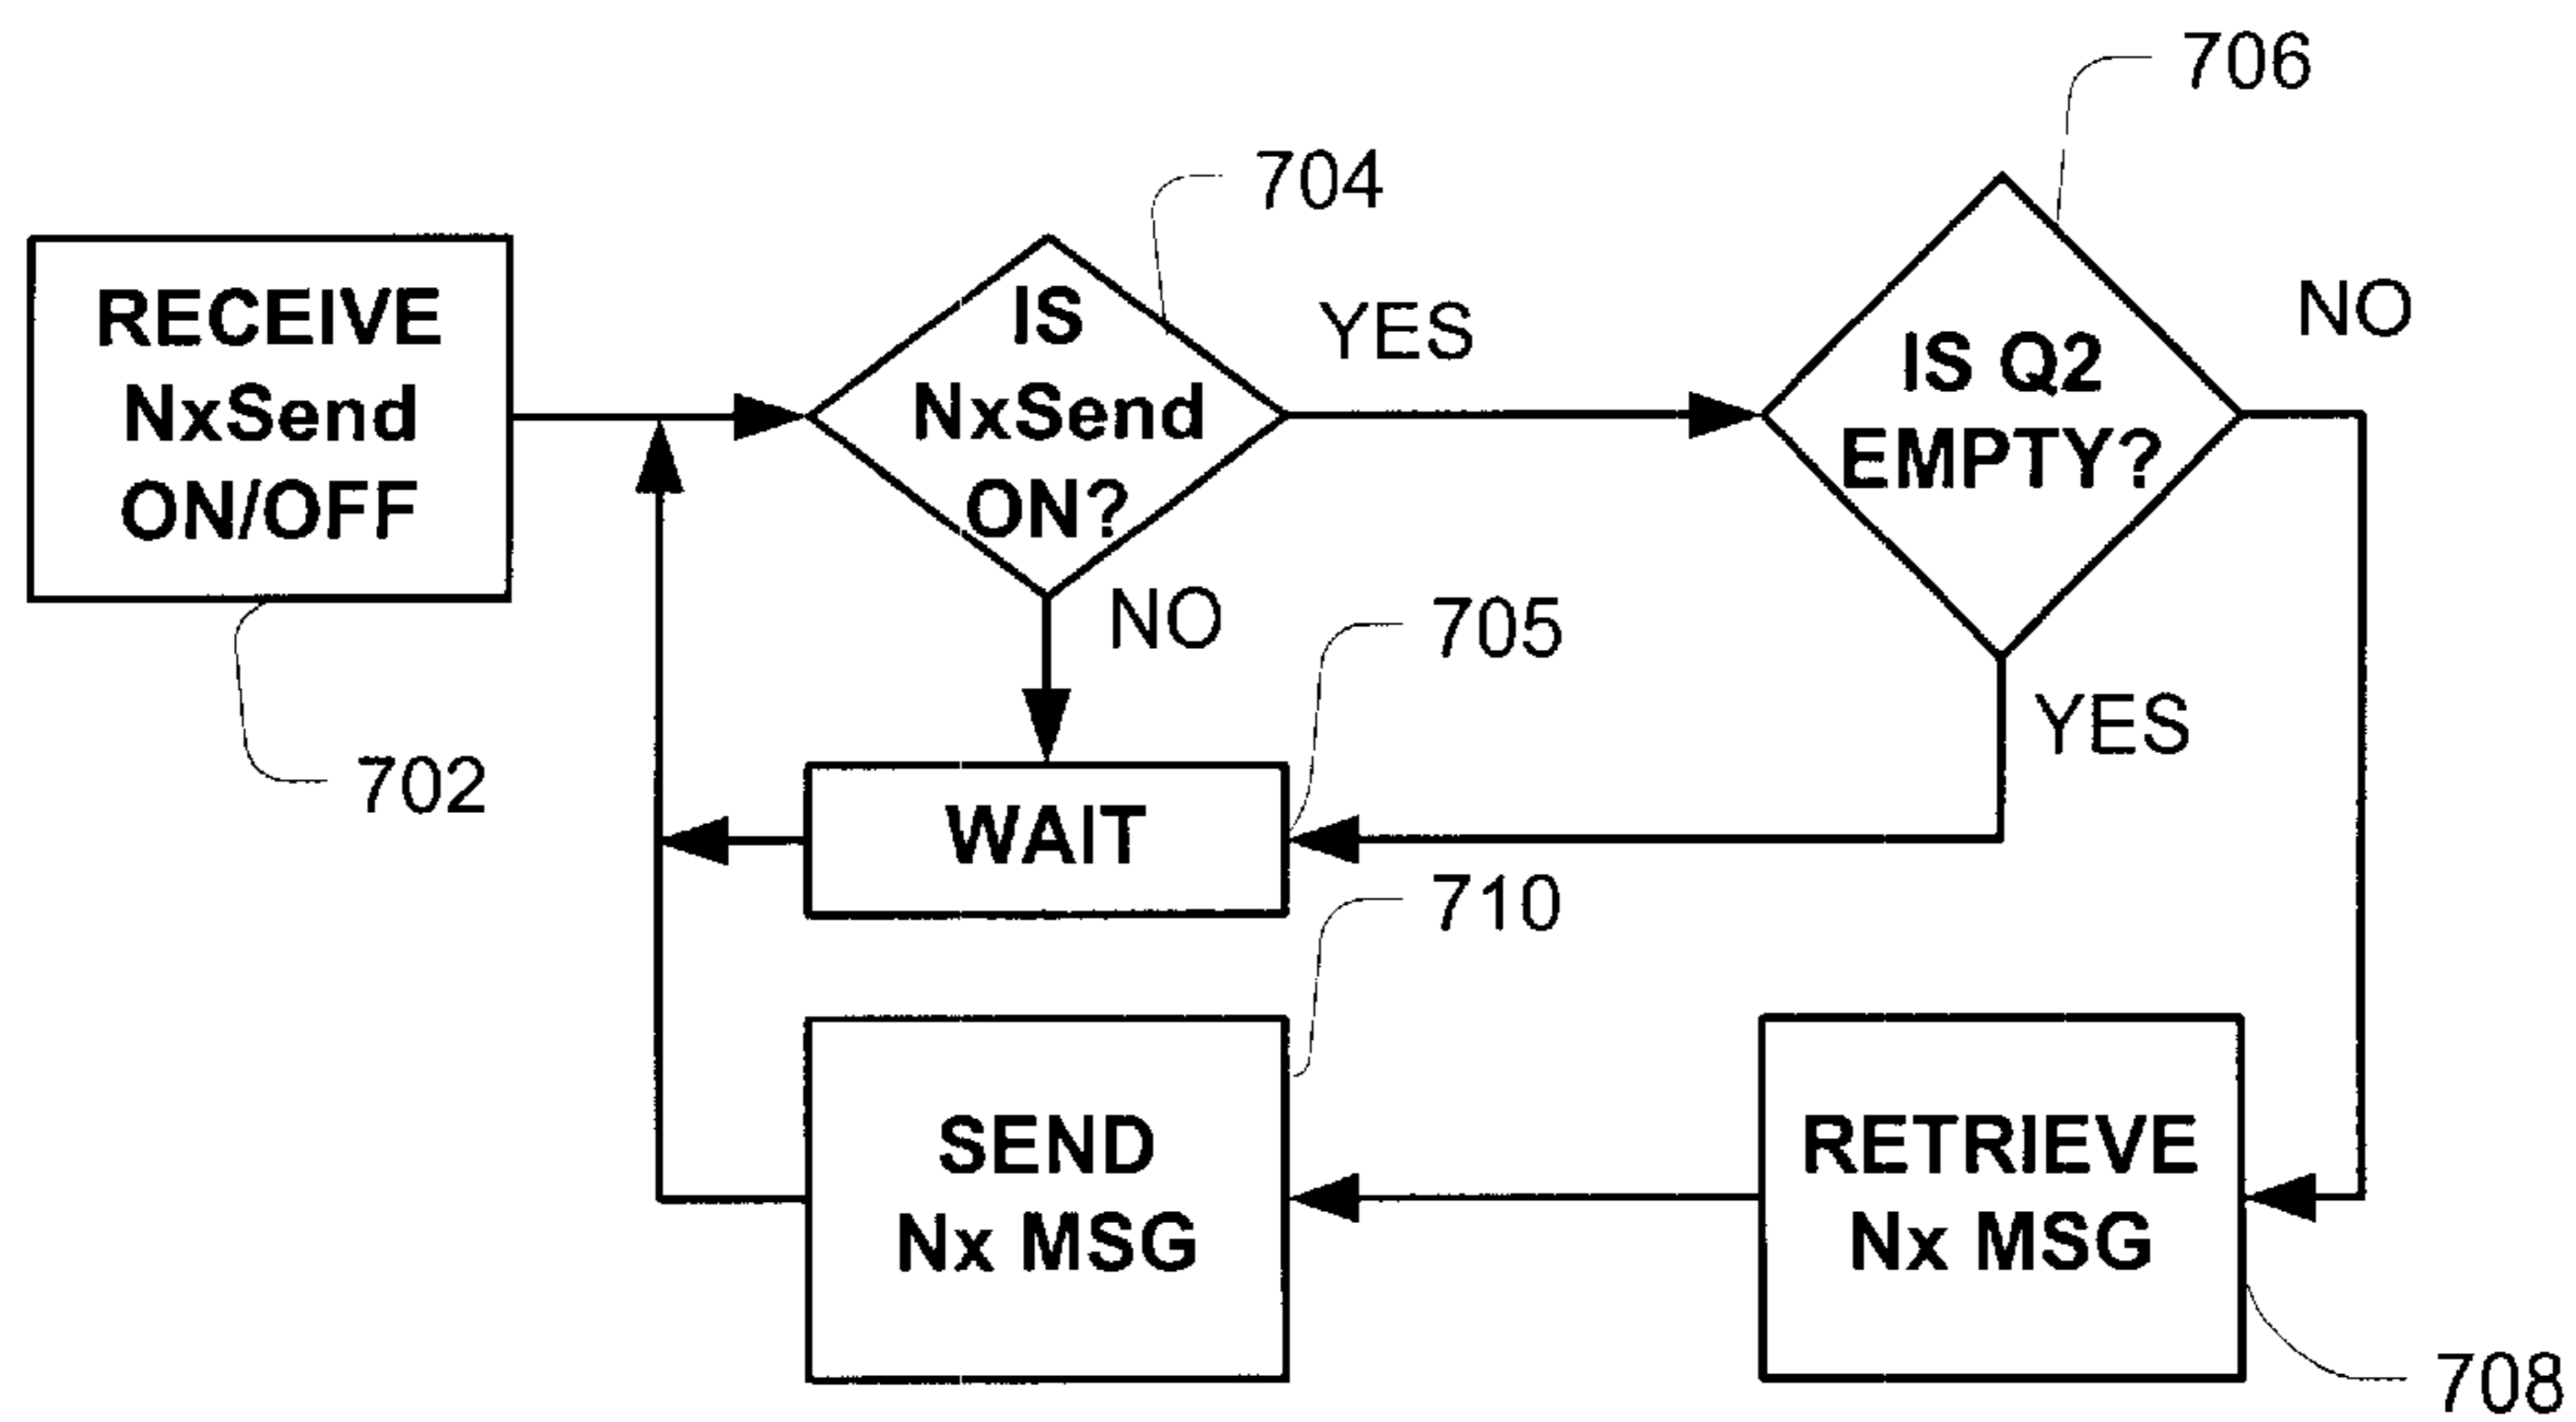 706
704
RECEIVE
NxSend
ON/OFF
IS
NxSend
ON?
YES
IS Q2
EMPTY?
NO
NO
705
YES
702
WAIT
710
SEND
Nx MSG
RETRIEVE
Nx MSG
708